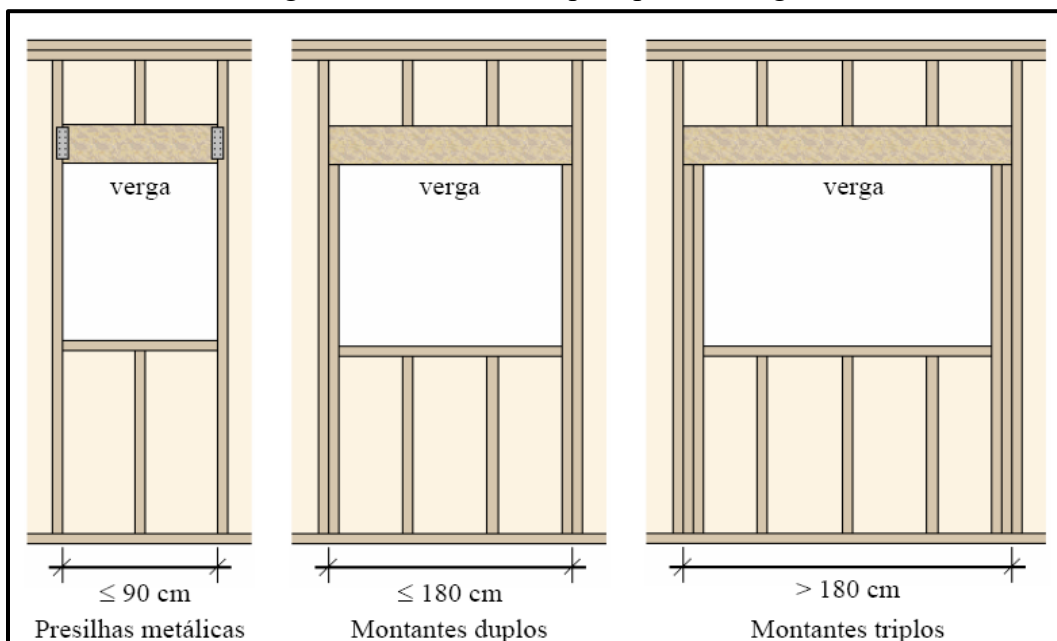 verga
verga
verga
≤ 90 cm
≤ 180 cm
> 180 cm
Presilhas metálicas
Montantes duplos
Montantes triplos